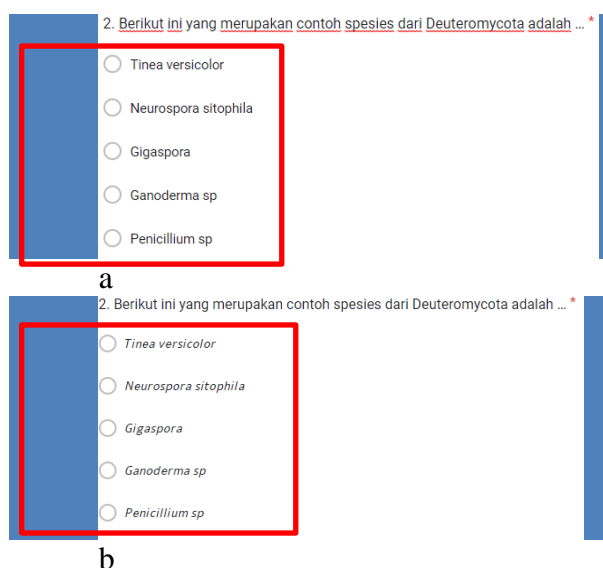 2. Berikut ini yang merupakan contoh spesies dari Deuteromycota adalah ... *
Tinea versicolor
Neurospora sitophila
Gigaspora
Ganoderma sp
Penicillium sp
a
2. Berikut ini yang merupakan contoh spesies dari Deuteromycota adalah ... *
Tinea versicolor
Neurospora sitophila
Gigaspora
Ganoderma sp
Penicillium sp
b